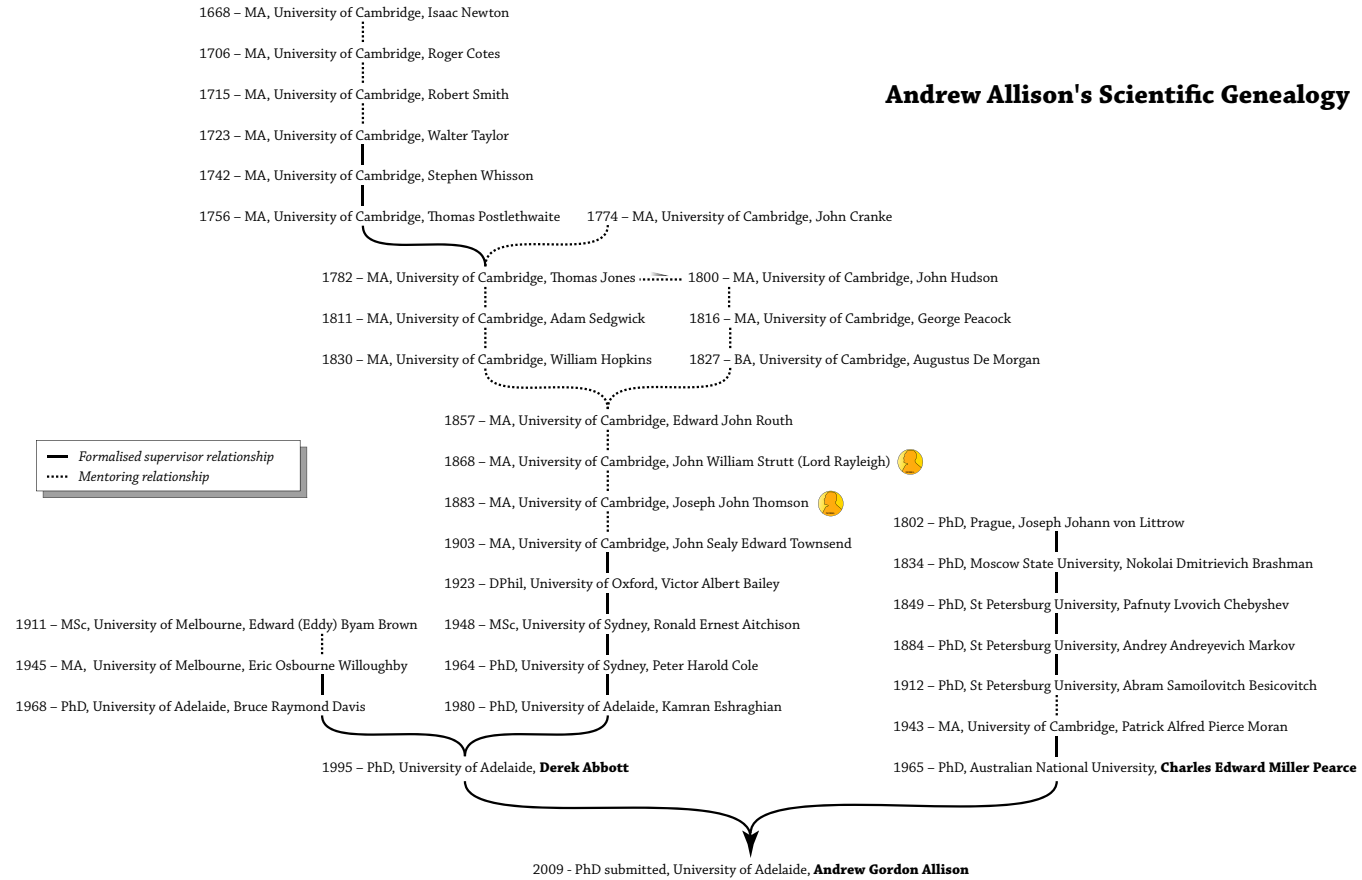 1668 – MA, University of Cambridge, Isaac Newton
1706 – MA, University of Cambridge, Roger Cotes
Andrew Allison's Scientific Genealogy
1715 – MA, University of Cambridge, Robert Smith
1723 – MA, University of Cambridge, Walter Taylor
1742 – MA, University of Cambridge, Stephen Whisson
1756 – MA, University of Cambridge, Thomas Postlethwaite
1774 – MA, University of Cambridge, John Cranke
1782 – MA, University of Cambridge, Thomas Jones
1800 – MA, University of Cambridge, John Hudson
1811 – MA, University of Cambridge, Adam Sedgwick
1816 – MA, University of Cambridge, George Peacock
1830 – MA, University of Cambridge, William Hopkins
1827 – BA, University of Cambridge, Augustus De Morgan
1857 – MA, University of Cambridge, Edward John Routh
Formalised supervisor relationship
Mentoring relationship
1868 – MA, University of Cambridge, John William Strutt (Lord Rayleigh)
1883 – MA, University of Cambridge, Joseph John Thomson
1903 – MA, University of Cambridge, John Sealy Edward Townsend
1923 – DPhil, University of Oxford, Victor Albert Bailey
1911 – MSc, University of Melbourne, Edward (Eddy) Byam Brown
1948 – MSc, University of Sydney, Ronald Ernest Aitchison
1945 – MA,  University of Melbourne, Eric Osbourne Willoughby
1964 – PhD, University of Sydney, Peter Harold Cole
1968 – PhD, University of Adelaide, Bruce Raymond Davis
1980 – PhD, University of Adelaide, Kamran Eshraghian
1802 – PhD, Prague, Joseph Johann von Littrow
1834 – PhD, Moscow State University, Nokolai Dmitrievich Brashman
1849 – PhD, St Petersburg University, Pafnuty Lvovich Chebyshev
1884 – PhD, St Petersburg University, Andrey Andreyevich Markov
1912 – PhD, St Petersburg University, Abram Samoilovitch Besicovitch
1943 – MA, University of Cambridge, Patrick Alfred Pierce Moran
1995 – PhD, University of Adelaide, Derek Abbott
1965 – PhD, Australian National University, Charles Edward Miller Pearce
2009 - PhD submitted, University of Adelaide, Andrew Gordon Allison